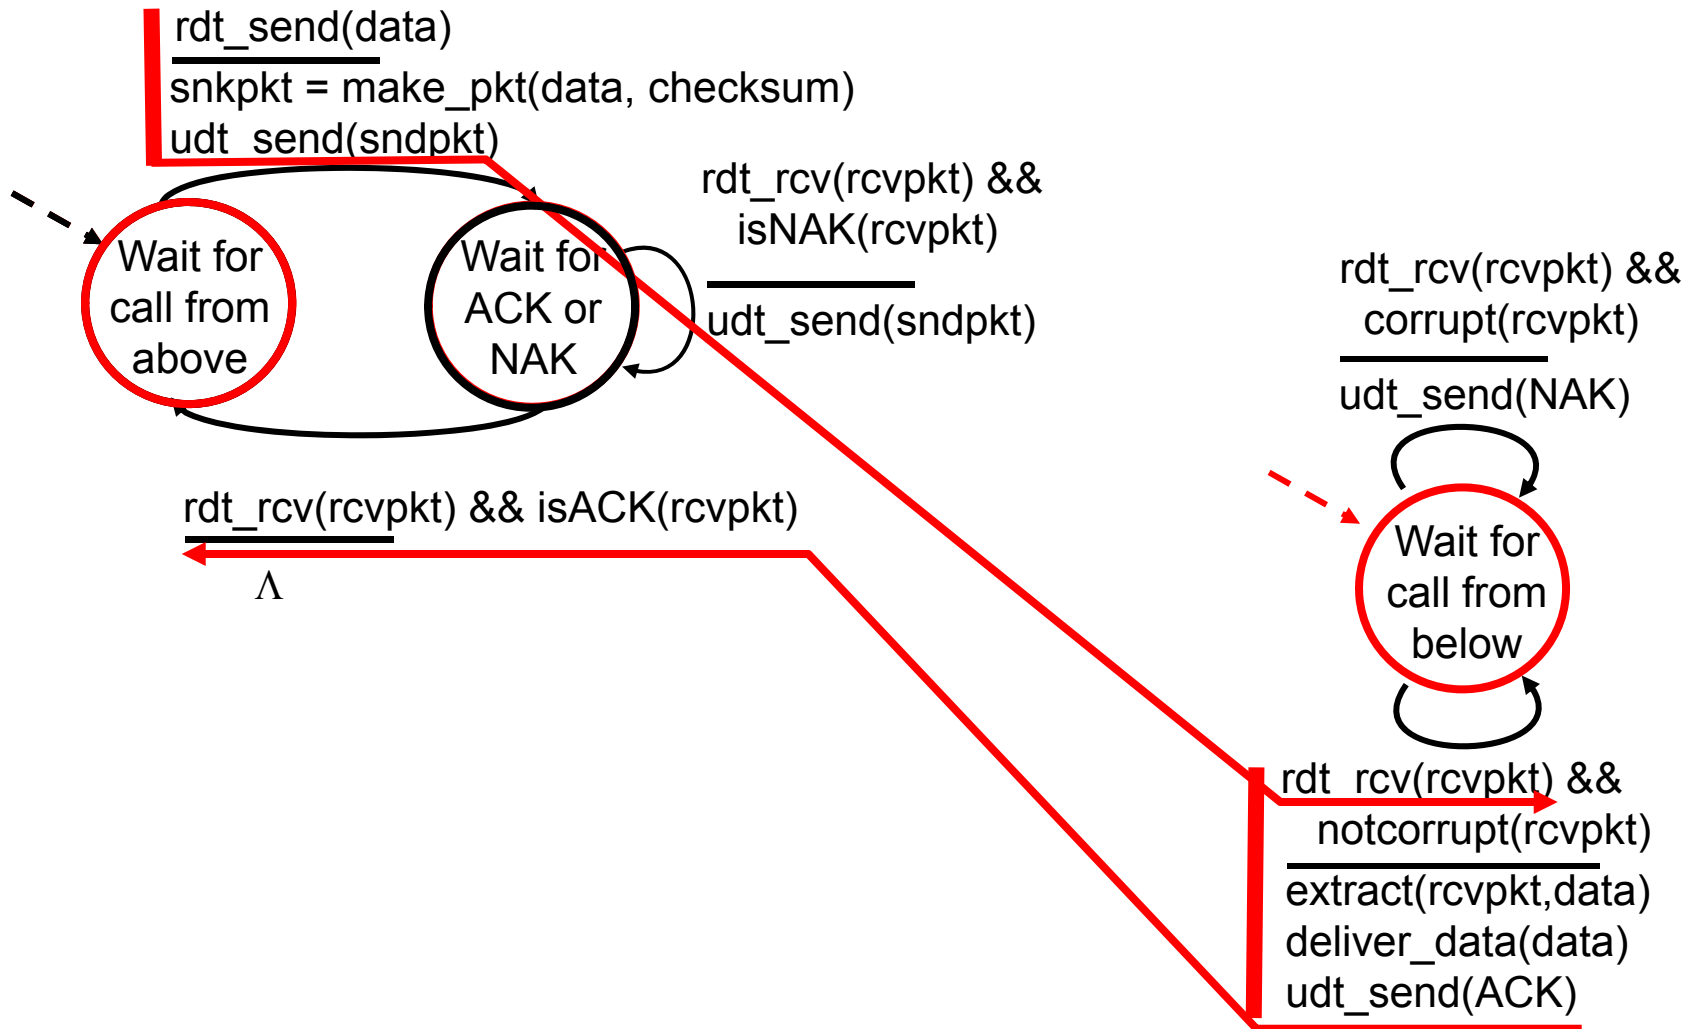 rdt_send(data)
snkpkt = make_pkt(data, checksum)
udt_send(sndpkt)
rdt_rcv(rcvpkt) &&
isNAK(rcvpkt)
udt_send(sndpkt)
Wait for
call from
above
Wait for
ACK or
NAK
rdt_rcv(rcvpkt) && isACK(rcvpkt)
Λ
rdt_rcv(rcvpkt) &&
corrupt(rcvpkt)
udt_send(NAK)
Wait for
call from
below
rdt_rcv(rcvpkt) &&
notcorrupt(rcvpkt)
extract(rcvpkt,data)
deliver_data(data)
udt_send(ACK)